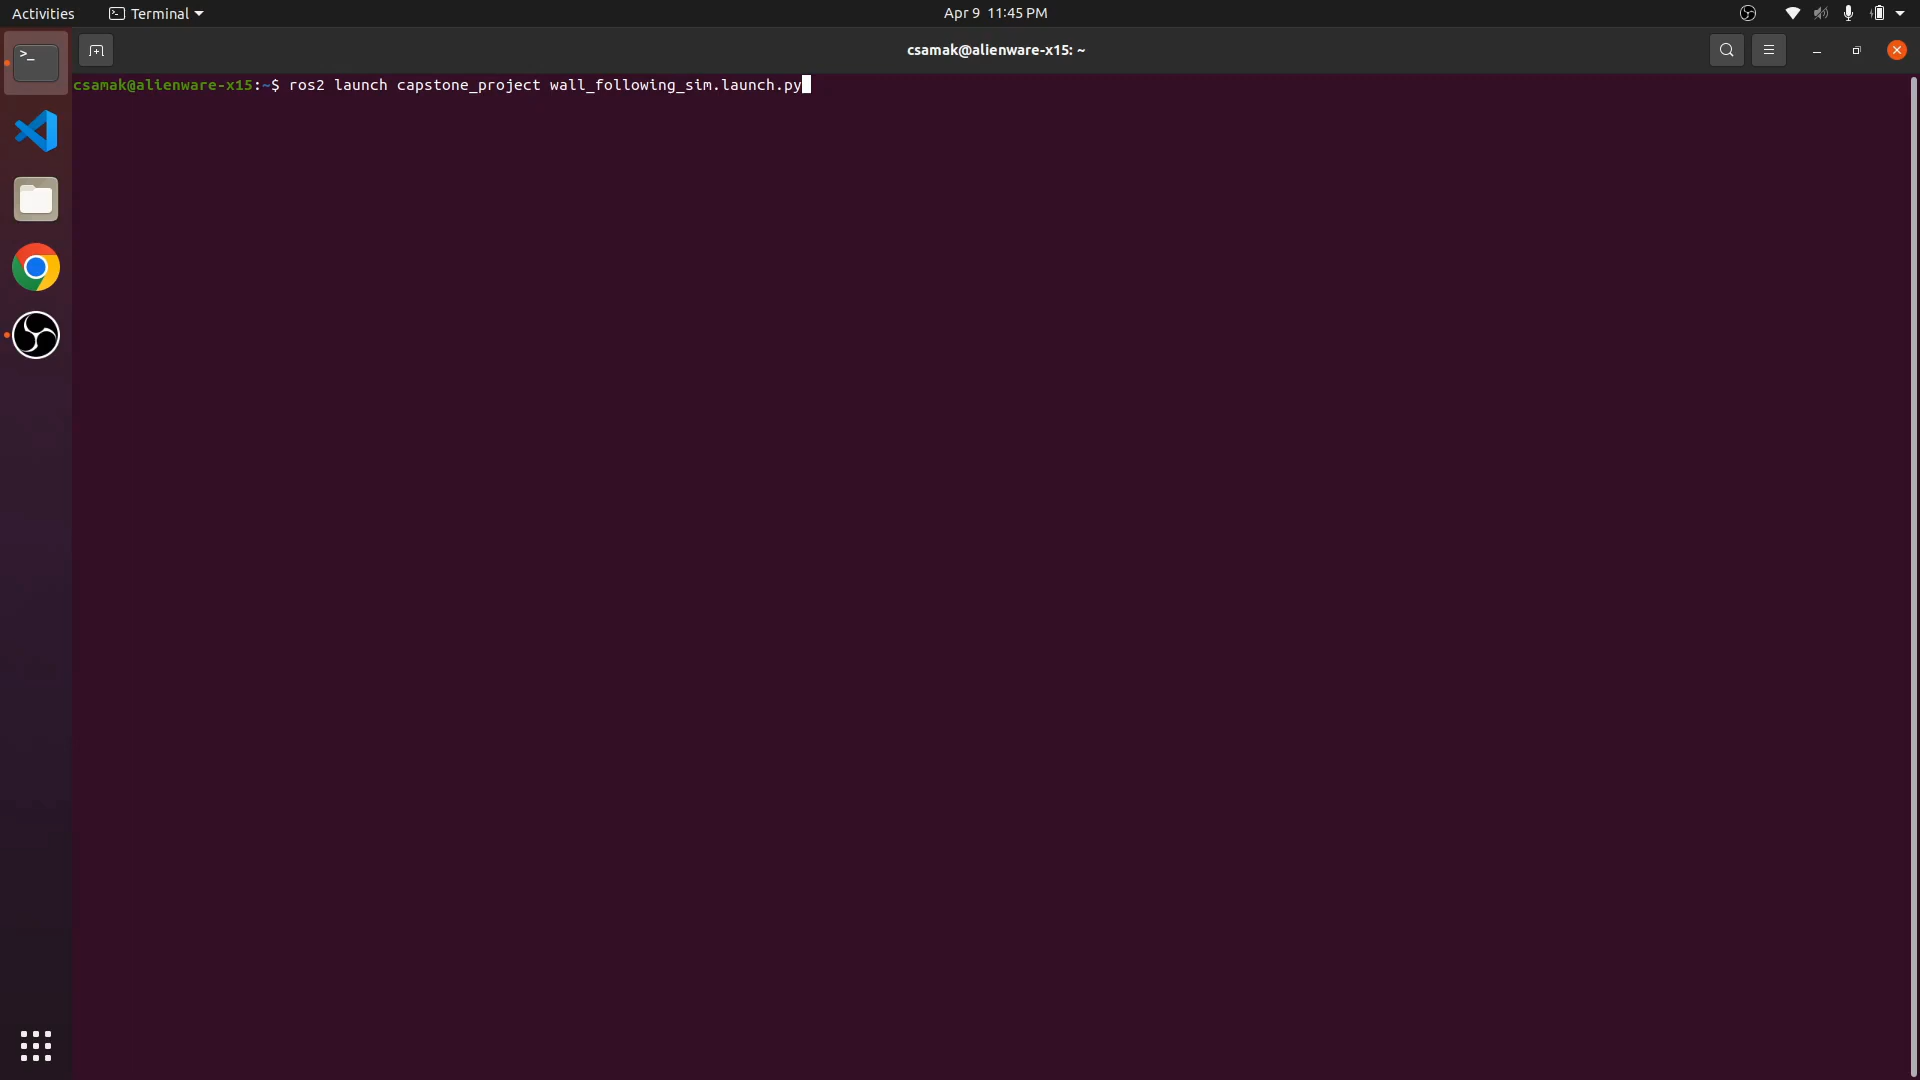 Activities
Terminal
Apr 9 11:45 PM
csamak@alienware-x15: ~
csamak@alienware-x15:~$ ros2 launch capstone_project wall_following_sim.launch.py